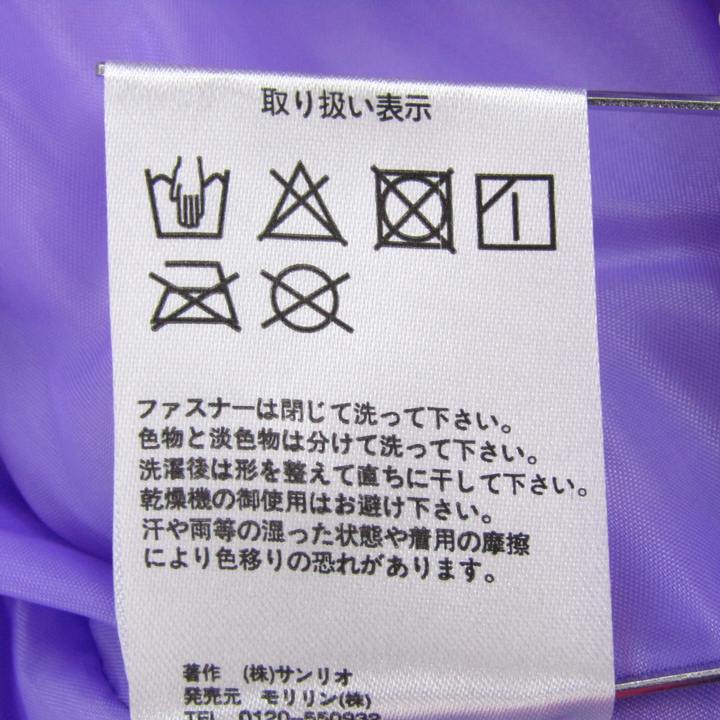 取り扱い表示
ファスナーは閉じて洗って下さい。
色物と淡色物は分けて洗って下さい。
洗濯後は形を整えて直ちに干して下さい。
乾燥機の御使用はお避け下さい。
汗や雨等の湿った状態や着用の摩擦
により色移りの恐れがあります。
著作 (株)サンリオ
発売元 モリリン(株)
TEL 0120-550932